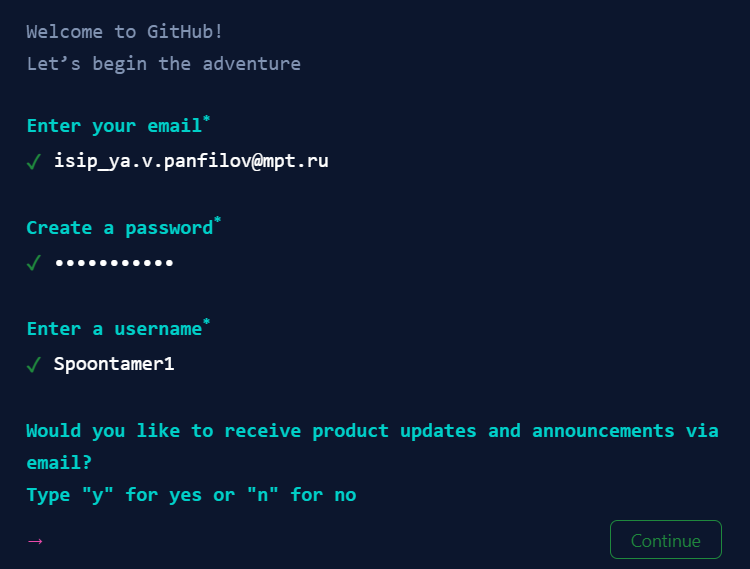 Welcome to GitHub!
Let’s begin the adventure
Enter your email*
✓ isip_ya.v.panfilov@mpt.ru
Create a password*
✓ •••••••••••
Enter a username*
✓ Spoontamer1
Would you like to receive product updates and announcements via
email?
Type "y" for yes or "n" for no
→ Continue